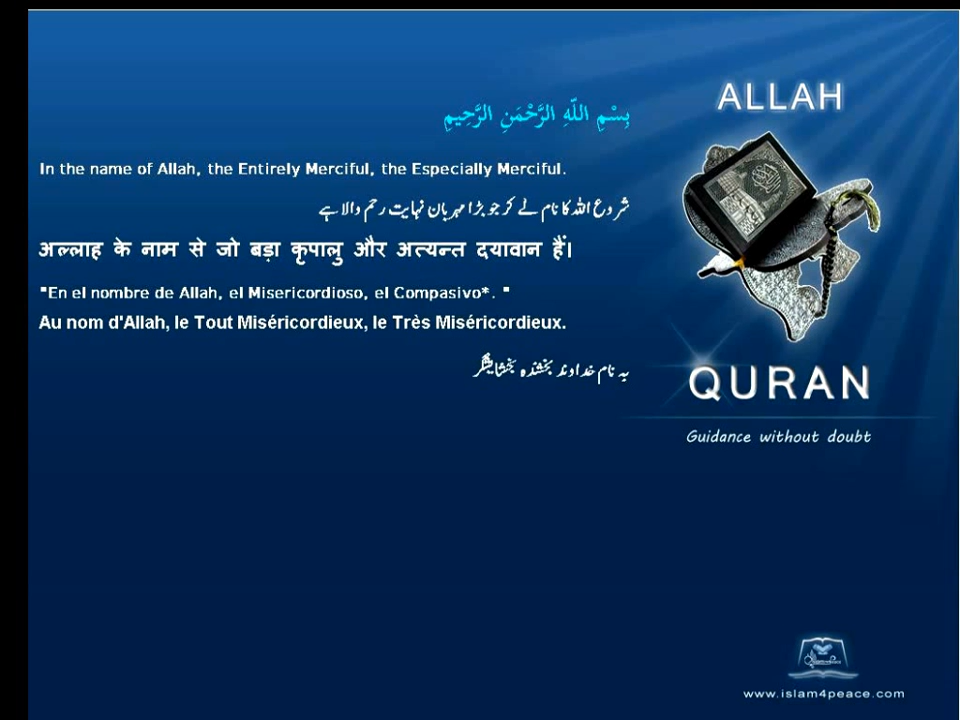 بِسْمِ اللّهِ الرَّحْمَنِ الرَّحِيمِ
In the name of Allah, the Entirely Merciful, the Especially Merciful.
شروع الله کا نام لے کر جو بڑا مہربان نہایت رحم والا ہے
अल्लाह के नाम से जो बड़ा कृपालु और अत्यन्त दयावान हैं।
"En el nombre de Allah, el Misericordioso, el Compasivo*. "
Au nom d'Allah, le Tout Miséricordieux, le Très Miséricordieux.
به نام خداوند بخشنده بخشایشگر
ALLAH
QURAN
Guidance without doubt
www.islam4peace.com